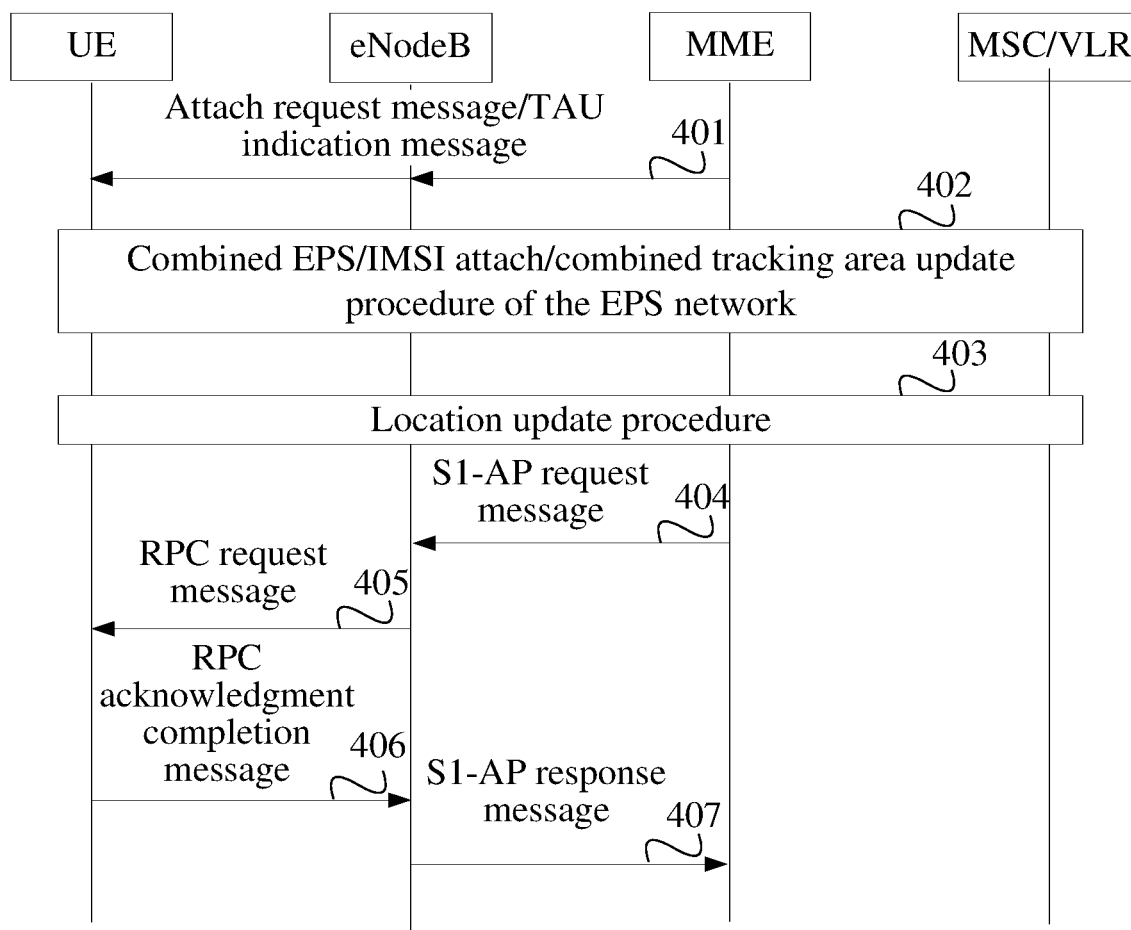 UE
eNodeB
MME
MSC/VLR
Attach request message/TAU
indication message
401
402
Combined EPS/IMSI attach/combined tracking area update
procedure of the EPS network
403
Location update procedure
S1-AP request
message
404
RPC request
message
405
RPC
acknowledgment
completion
message
406
S1-AP response
message
407